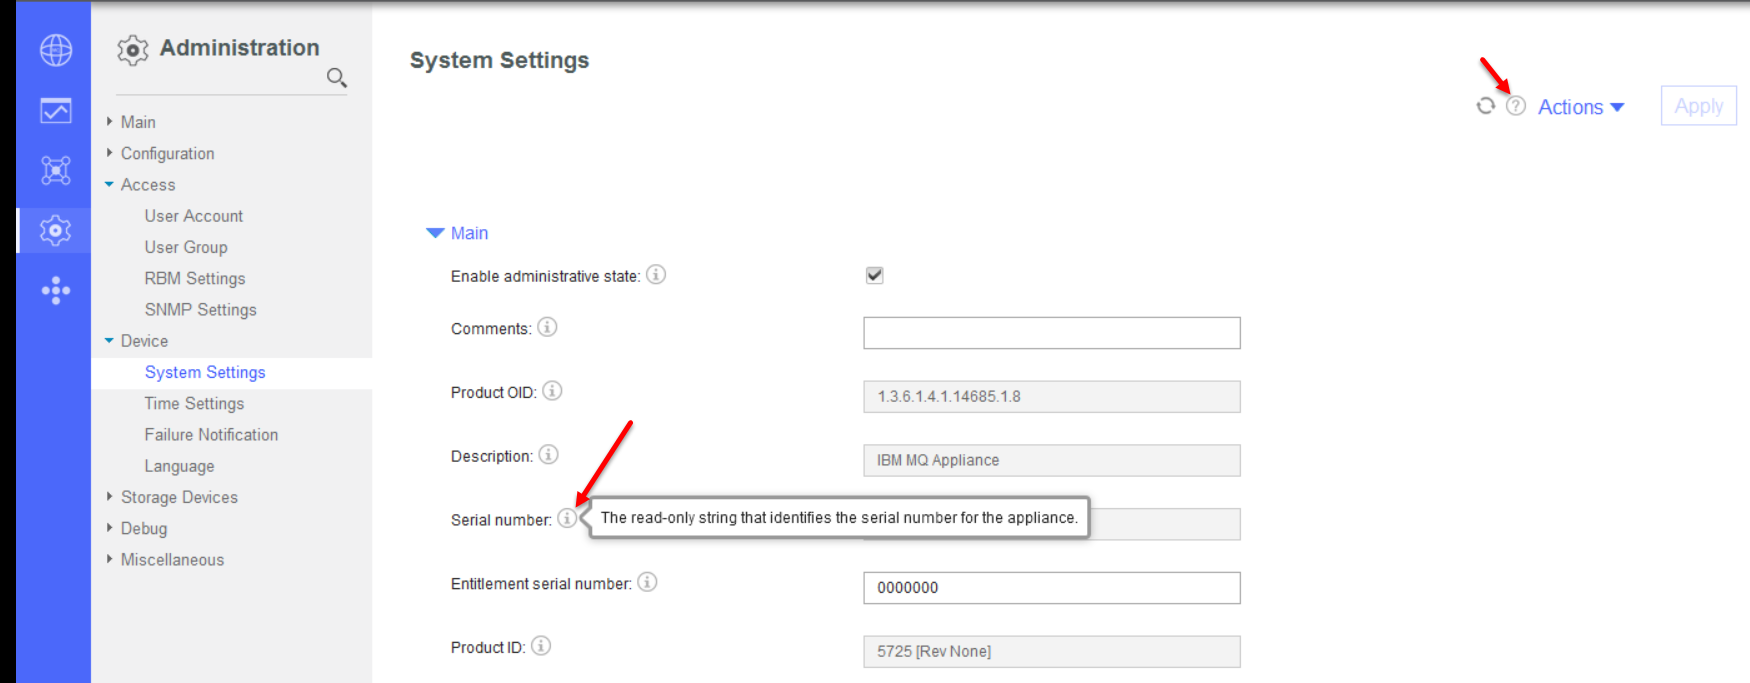 Administration
Main
Configuration
Access
User Account
User Group
RBM Settings
SNMP Settings
Device
System Settings
Time Settings
Failure Notification
Language
Storage Devices
Debug
Miscellaneous
System Settings
Actions
Apply
Main
Enable administrative state:
Comments:
Product OID: 1.3.6.1.4.1.14685.1.8
Description: IBM MQ Appliance
Serial number: The read-only string that identifies the serial number for the appliance.
Entitlement serial number: 0000000
Product ID: 5725 [Rev None]